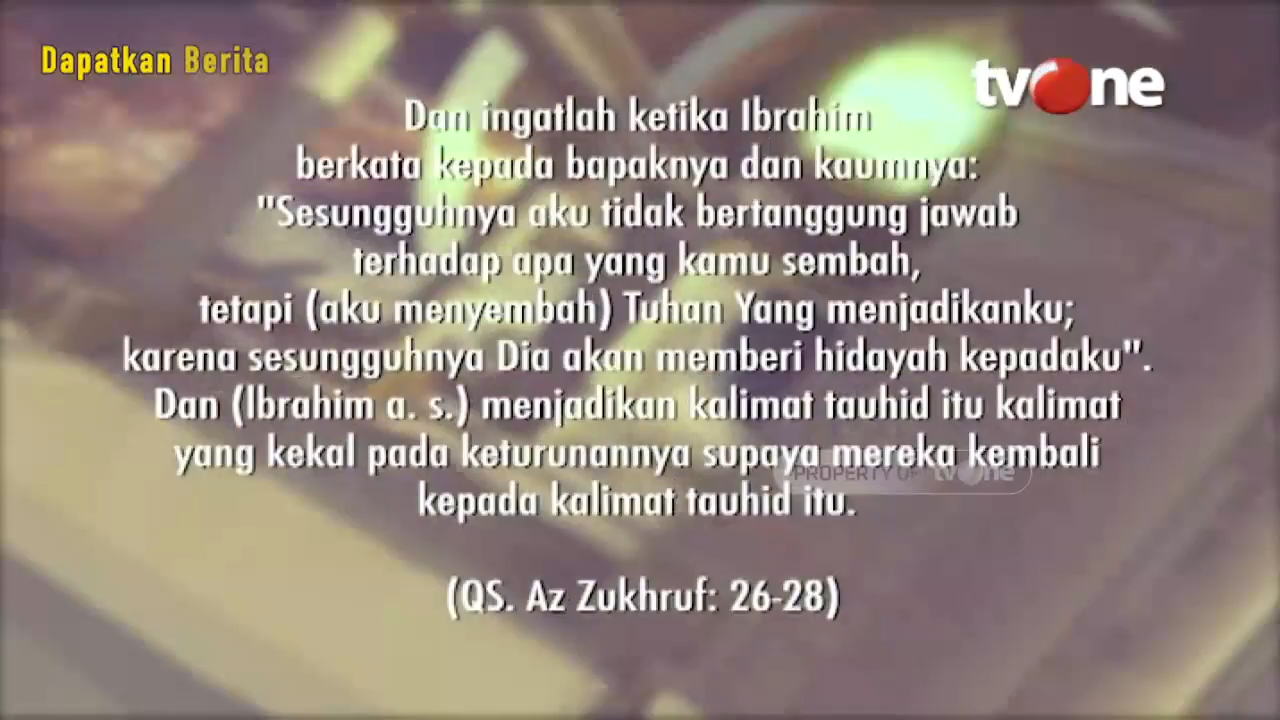 Dapatkan Berita
tvOne
Dan ingatlah ketika Ibrahim
berkata kepada bapaknya dan kaumnya:
"Sesungguhnya aku tidak bertanggung jawab
terhadap apa yang kamu sembah,
tetapi (aku menyembah) Tuhan Yang menjadikanku;
karena sesungguhnya Dia akan memberi hidayah kepadaku".
Dan (Ibrahim a. s.) menjadikan kalimat tauhid itu kalimat
yang kekal pada keturunannya supaya mereka kembali
PROPERTY OF tvOne
kepada kalimat tauhid itu.
(QS. Az Zukhruf: 26-28)